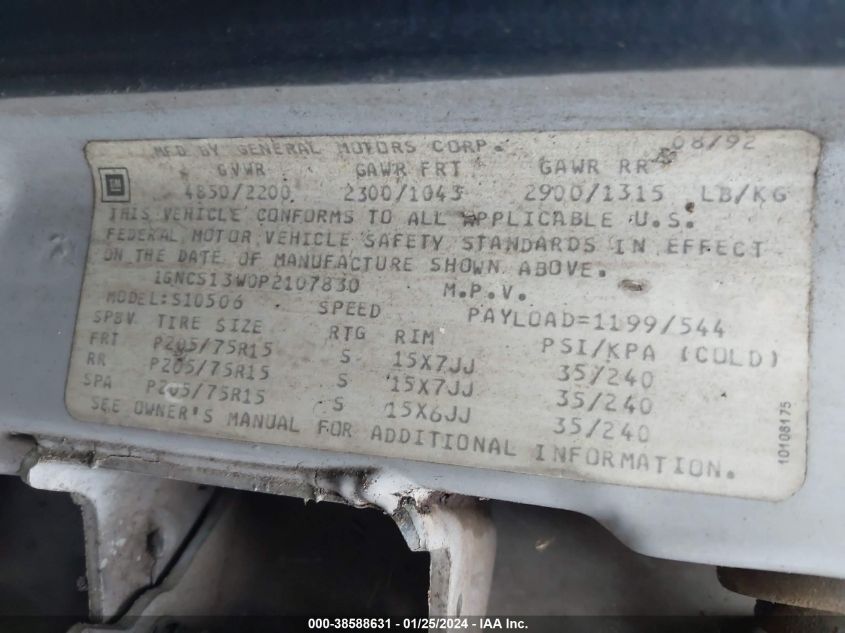 MFD BY GENERAL MOTORS CORP. 08/92
GVWR GAWR FRT GAWR RR
GM 4850/2200 2300/1043 2900/1315 LB/KG
THIS VEHICLE CONFORMS TO ALL APPLICABLE U.S.
FEDERAL MOTOR VEHICLE SAFETY STANDARDS IN EFFECT
ON THE DATE OF MANUFACTURE SHOWN ABOVE.
1GNCS13W0P2107830 M.P.V.
MODEL:S10506 PAYLOAD=1199/544
SPEED
SPBV TIRE SIZE RTG RIM PSI/KPA (COLD)
FRT P205/75R15 S 15X7JJ 35/240
RR P205/75R15 S 15X7JJ 35/240
SPA P205/75R15 S 15X6JJ 35/240
SEE OWNER'S MANUAL FOR ADDITIONAL INFORMATION.
10108175
000-38588631 - 01/25/2024 - IAA Inc.